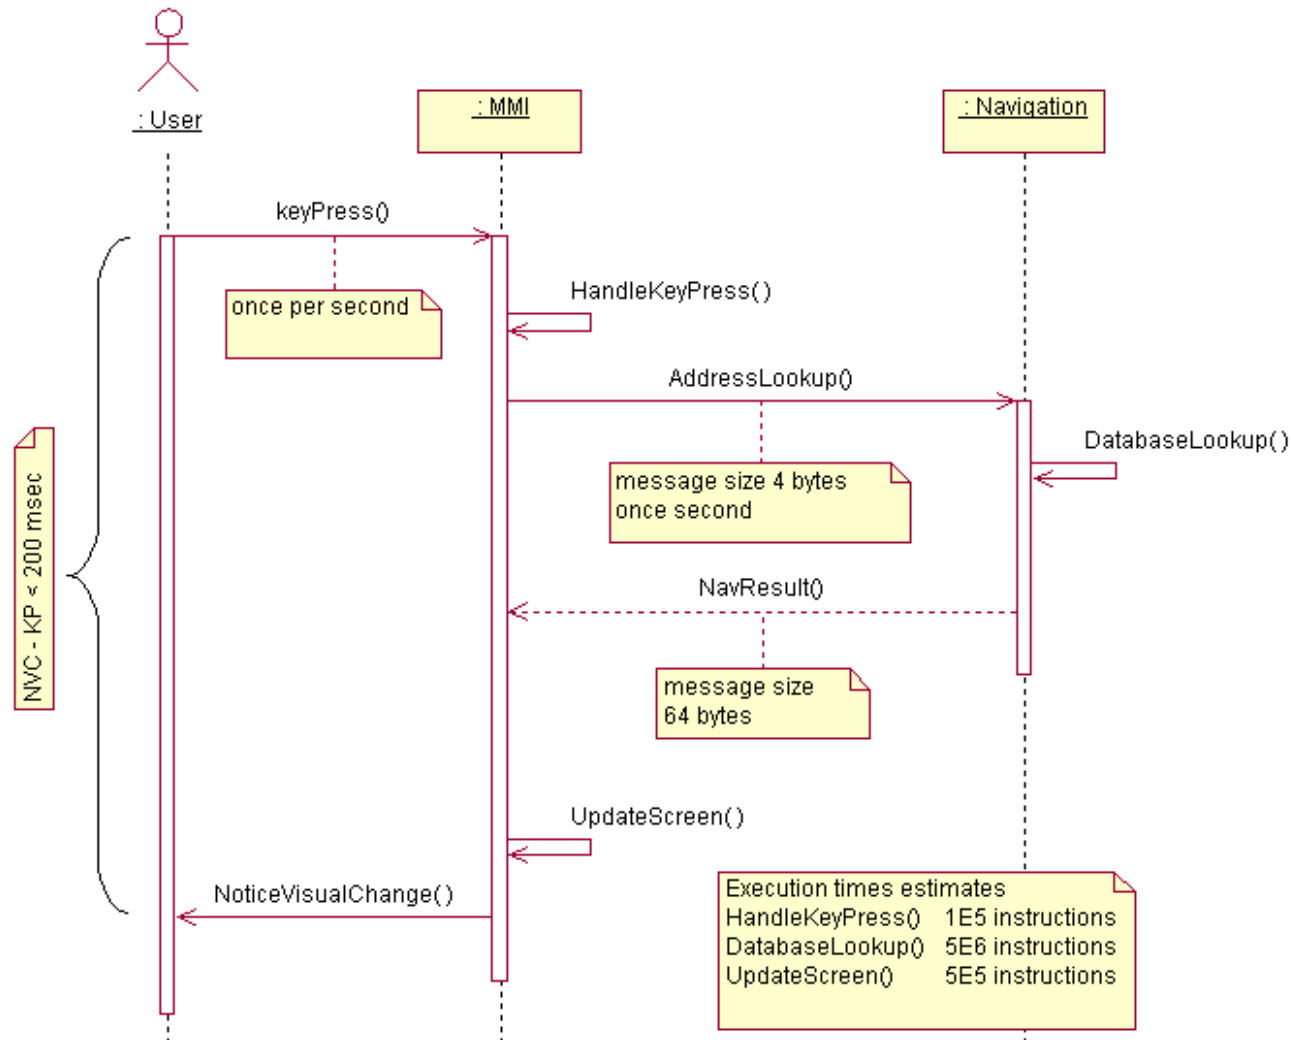 : User
: MMI
: Navigation
keyPress()
once per second
HandleKeyPress()
AddressLookup()
DatabaseLookup()
message size 4 bytes
once second
NVC - KP < 200 msec
NavResult()
message size
64 bytes
UpdateScreen()
NoticeVisualChange()
Execution times estimates
HandleKeyPress() 1E5 instructions
DatabaseLookup() 5E6 instructions
UpdateScreen() 5E5 instructions